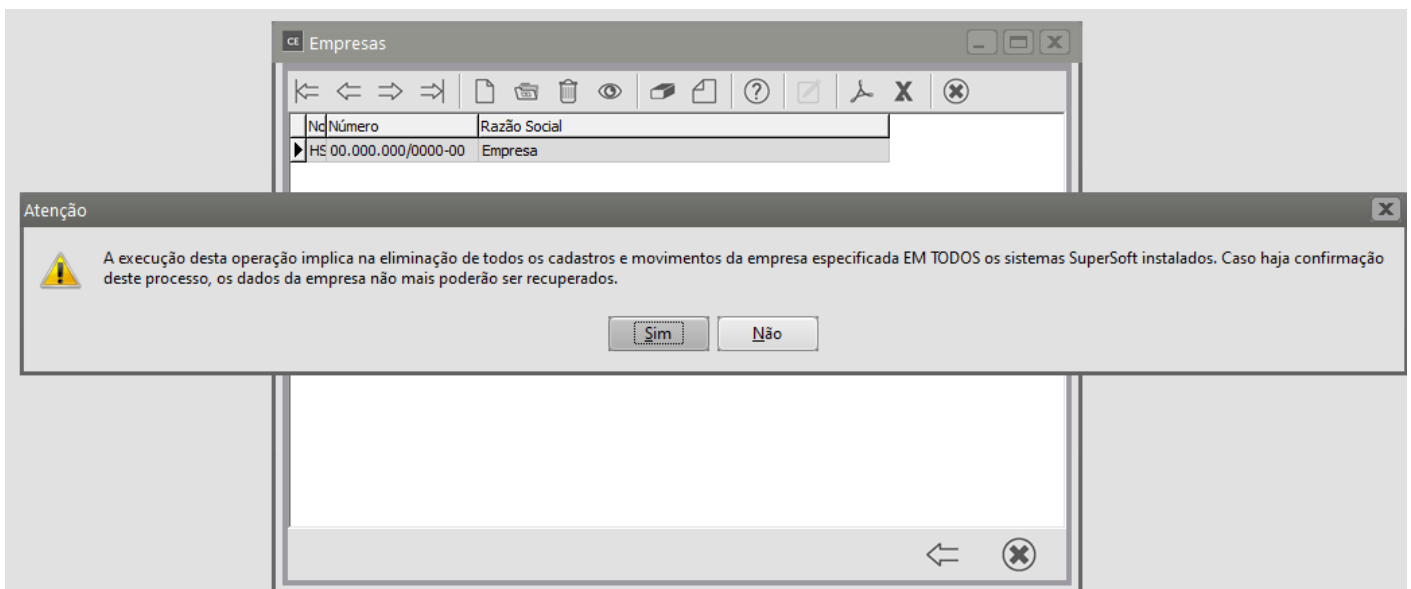 CE Empresas
No Número Razão Social
HS 00.000.000/0000-00 Empresa
Atenção
A execução desta operação implica na eliminação de todos os cadastros e movimentos da empresa especificada EM TODOS os sistemas SuperSoft instalados. Caso haja confirmação
deste processo, os dados da empresa não mais poderão ser recuperados.
Sim Não